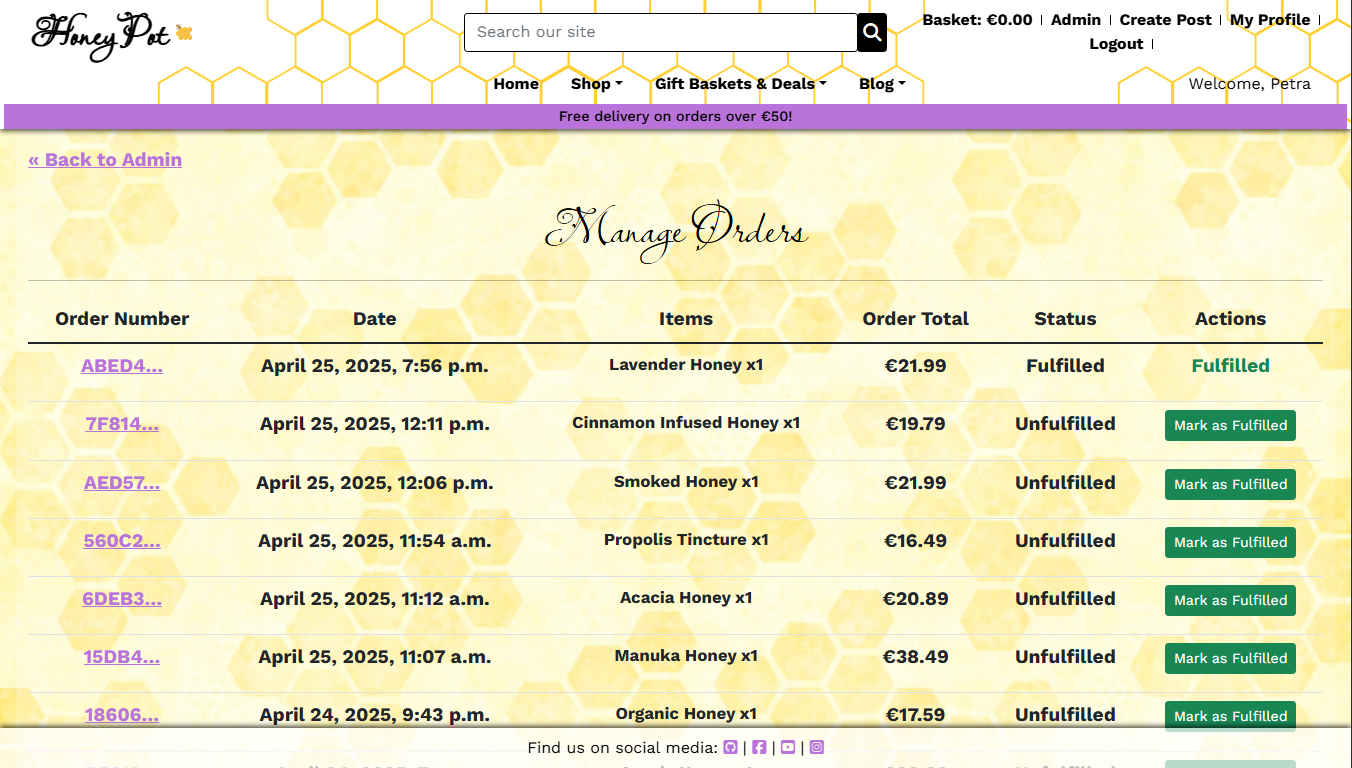 Honey Pot
Search our site
Basket: €0.00 | Admin | Create Post | My Profile |
Logout |
Home Shop Gift Baskets & Deals Blog
Welcome, Petra
Free delivery on orders over €50!
« Back to Admin
Manage Orders
Order Number Date Items Order Total Status Actions
ABED4... April 25, 2025, 7:56 p.m. Lavender Honey x1 €21.99 Fulfilled Fulfilled
7F814... April 25, 2025, 12:11 p.m. Cinnamon Infused Honey x1 €19.79 Unfulfilled Mark as Fulfilled
AED57... April 25, 2025, 12:06 p.m. Smoked Honey x1 €21.99 Unfulfilled Mark as Fulfilled
560C2... April 25, 2025, 11:54 a.m. Propolis Tincture x1 €16.49 Unfulfilled Mark as Fulfilled
6DEB3... April 25, 2025, 11:12 a.m. Acacia Honey x1 €20.89 Unfulfilled Mark as Fulfilled
15DB4... April 25, 2025, 11:07 a.m. Manuka Honey x1 €38.49 Unfulfilled Mark as Fulfilled
18606... April 24, 2025, 9:43 p.m. Organic Honey x1 €17.59 Unfulfilled Mark as Fulfilled
Find us on social media: | | |